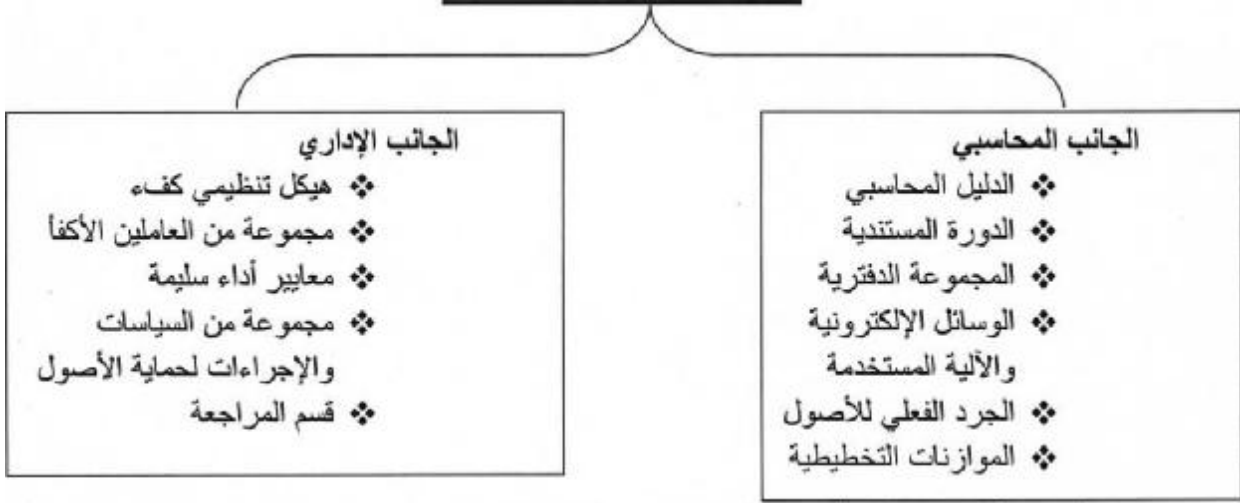 الجانب المحاسبي
❖ الدليل المحاسبي
❖ الدورة المستندية
❖ المجموعة الدفترية
❖ الوسائل الإلكترونية
والآلية المستخدمة
❖ الجرد الفعلي للأصول
❖ الموازنات التخطيطية
الجانب الإداري
❖ هيكل تنظيمي كفء
❖ مجموعة من العاملين الأكفأ
❖ معايير أداء سليمة
❖ مجموعة من السياسات
والإجراءات لحماية الأصول
❖ قسم المراجعة